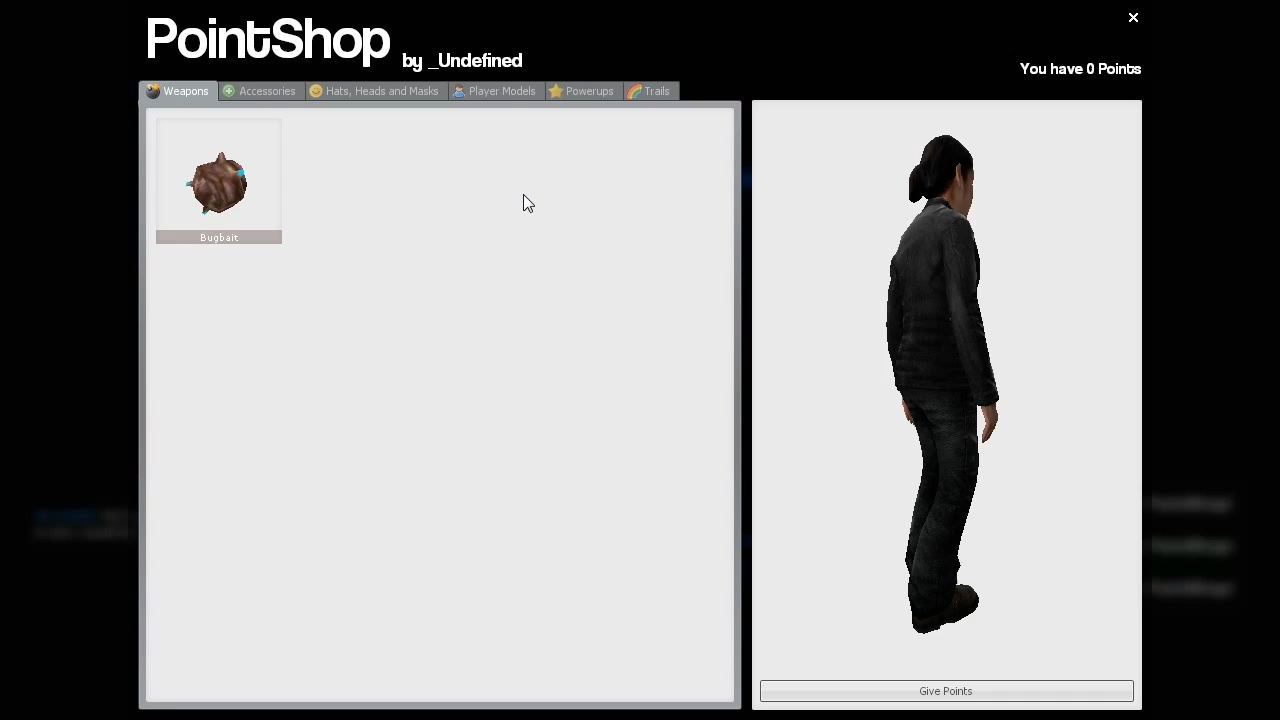 PointShop by _Undefined
You have 0 Points
Weapons Accessories Hats, Heads and Masks Player Models Powerups Trails
Bugbait
Give Points